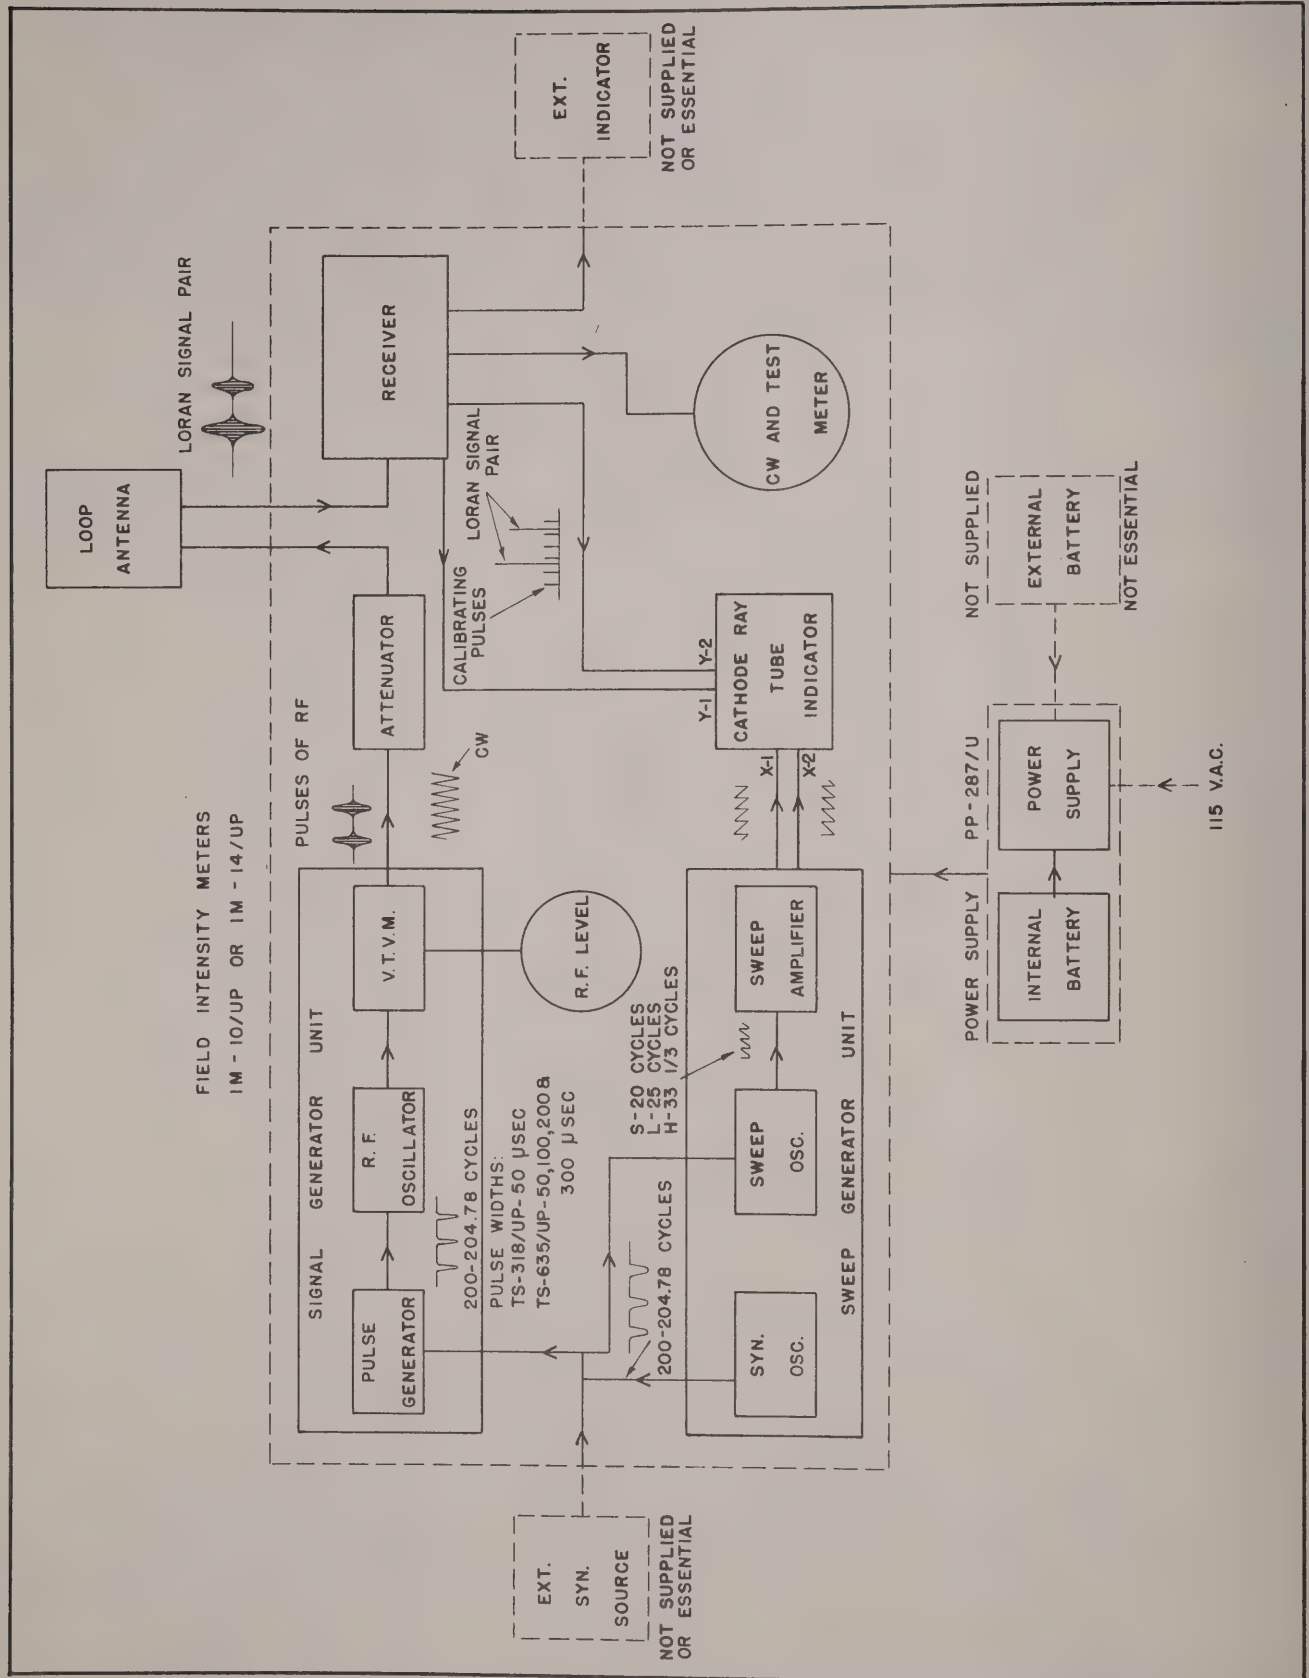 LOOP
ANTENNA
LORAN SIGNAL PAIR
EXT.
INDICATOR
NOT SUPPLIED
OR ESSENTIAL
FIELD INTENSITY METERS
IM-10/UP OR IM-14/UP
PULSES OF RF
ATTENUATOR
RECEIVER
CW
CALIBRATING
PULSES
LORAN SIGNAL
PAIR
SIGNAL GENERATOR UNIT
PULSE
GENERATOR
R. F.
OSCILLATOR
V.T.V.M.
200-204.78 CYCLES
PULSE WIDTHS:
TS-318/UP-50 µSEC
TS-635/UP-50,100,200&
300 µSEC
R.F. LEVEL
CW AND TEST
METER
EXT.
SYN.
SOURCE
NOT SUPPLIED
OR ESSENTIAL
200-204.78 CYCLES
S-20 CYCLES
L-25 CYCLES
H-33 1/3 CYCLES
SYN.
OSC.
SWEEP
OSC.
SWEEP
AMPLIFIER
SWEEP GENERATOR UNIT
X-1
X-2
Y-1
Y-2
CATHODE RAY
TUBE
INDICATOR
POWER SUPPLY PP-287/U
INTERNAL
BATTERY
POWER
SUPPLY
NOT SUPPLIED
EXTERNAL
BATTERY
NOT ESSENTIAL
115 V.A.C.